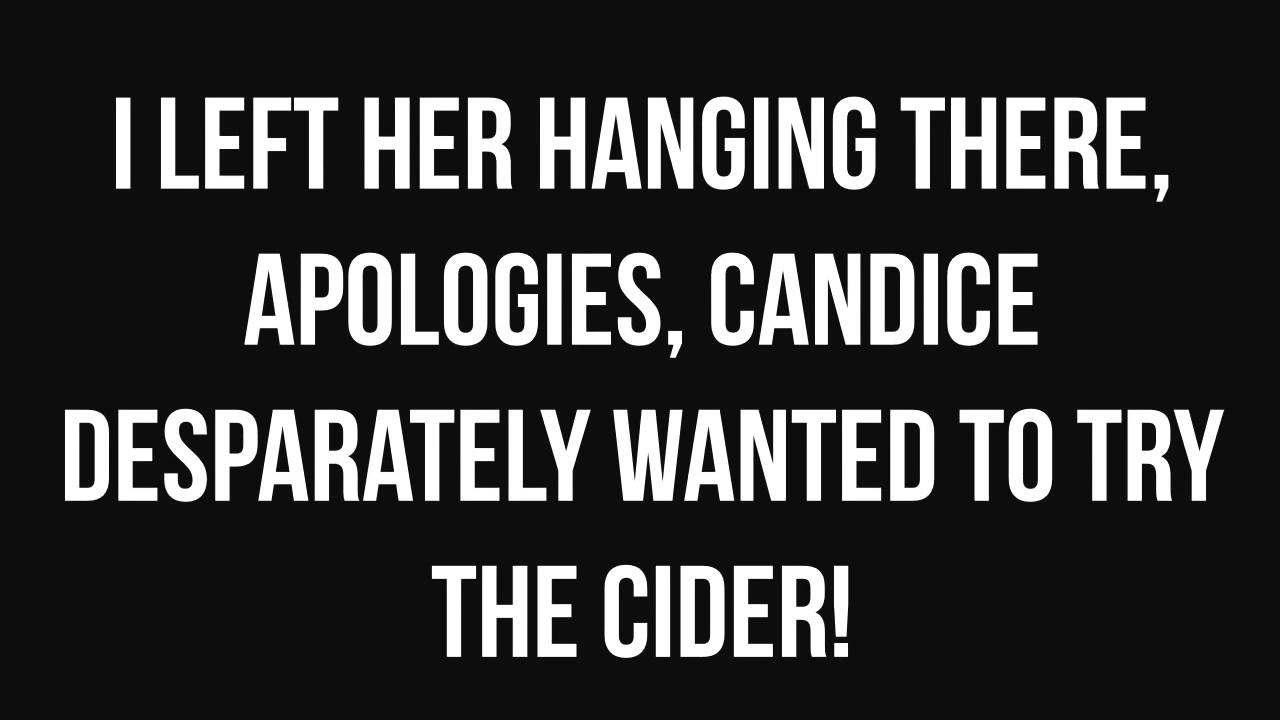 I LEFT HER HANGING THERE,
APOLOGIES, CANDICE
DESPARATELY WANTED TO TRY
THE CIDER!